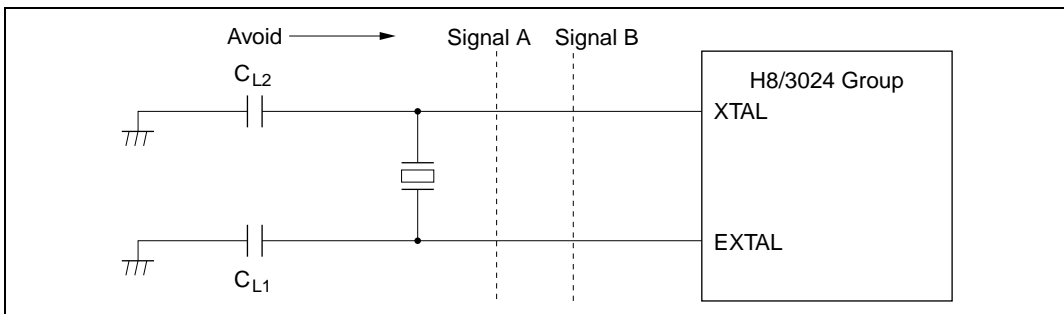 Avoid
Signal A
Signal B
CL2
H8/3024 Group
XTAL
EXTAL
CL1